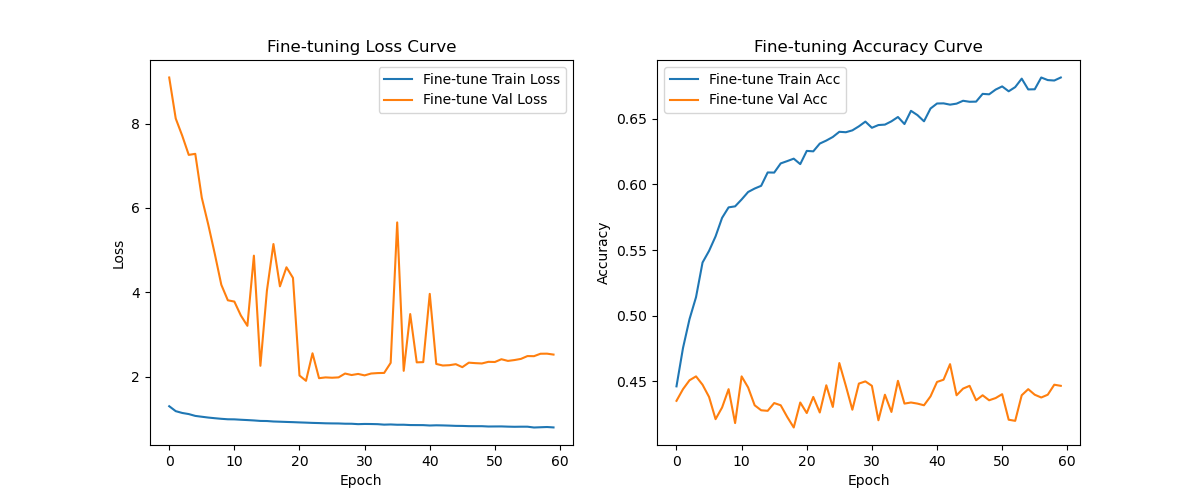 Fine-tuning Loss Curve
Fine-tune Train Loss
Fine-tune Val Loss
8
6
4
2
Loss
0 10 20 30 40 50 60
Epoch
Fine-tuning Accuracy Curve
Fine-tune Train Acc
Fine-tune Val Acc
0.65
0.60
0.55
0.50
0.45
Accuracy
0 10 20 30 40 50 60
Epoch